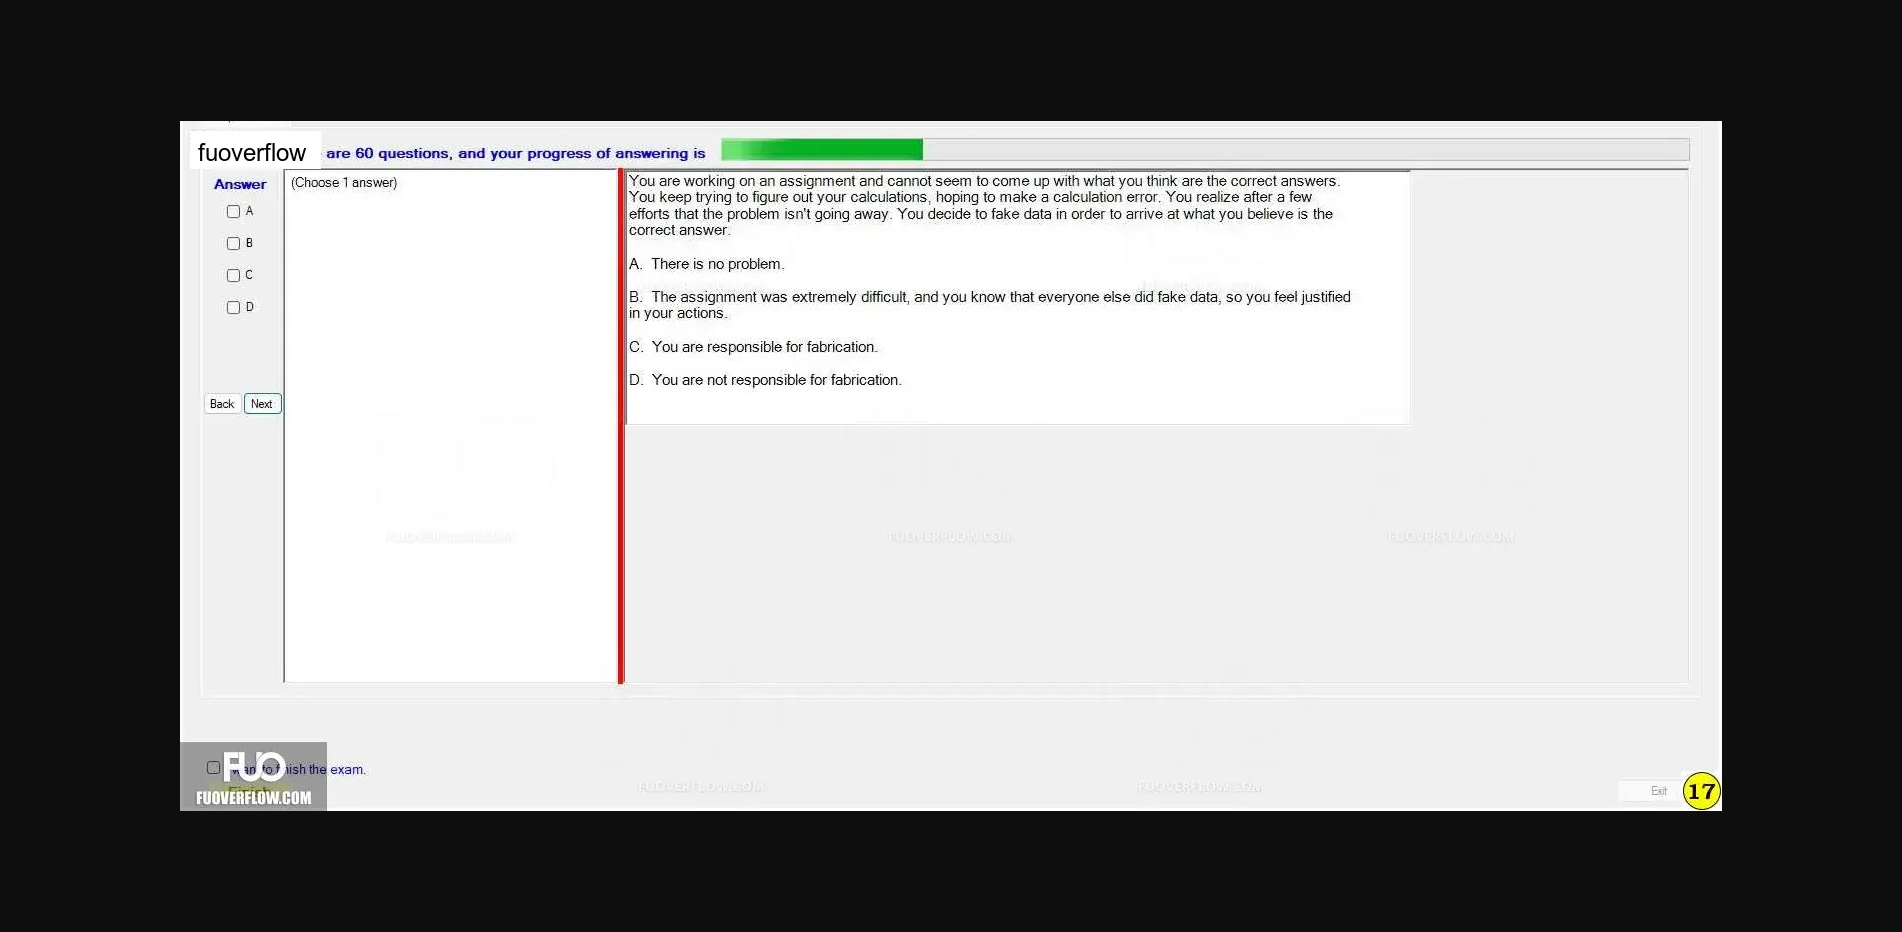 fuoverflow are 60 questions, and your progress of answering is
Answer
(Choose 1 answer)
A
B
C
D
Back Next
You are working on an assignment and cannot seem to come up with what you think are the correct answers.
You keep trying to figure out your calculations, hoping to make a calculation error. You realize after a few
efforts that the problem isn't going away. You decide to fake data in order to arrive at what you believe is the
correct answer.
A. There is no problem.
B. The assignment was extremely difficult, and you know that everyone else did fake data, so you feel justified
in your actions.
C. You are responsible for fabrication.
D. You are not responsible for fabrication.
FUOVERFLOW.COM FUOVERFLOW.COM FUOVERFLOW.COM
FUO
want to finish the exam.
Finish
FUOVERFLOW.COM
FUOVERFLOW.COM FUOVERFLOW.COM
Exit
17